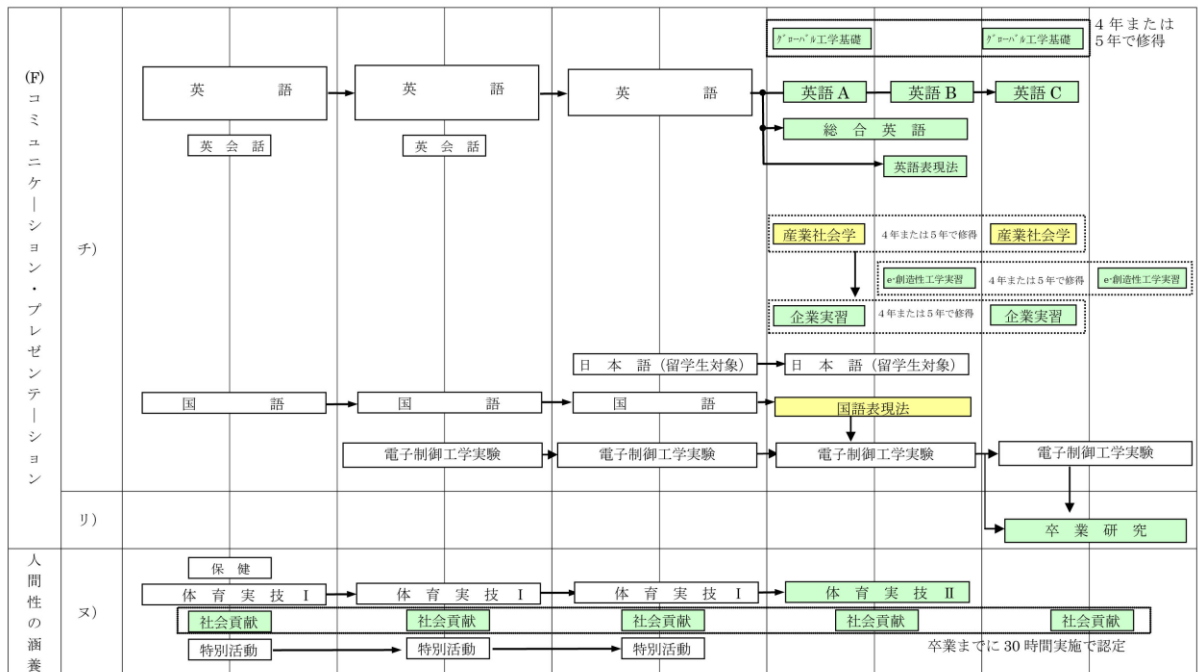 (F)
コミュニケーション・プレゼンテーション
チ)
グローバル工学基礎
グローバル工学基礎
4年または
5年で修得
英 語
英 語
英 語
英語 A
英語 B
英語 C
総 合 英 語
英会話
英会話
英語表現法
産業社会学
4年または5年で修得
産業社会学
e-創造性工学実習
4年または5年で修得
e-創造性工学実習
企業実習
4年または5年で修得
企業実習
日 本 語(留学生対象)
日 本 語(留学生対象)
国 語
国 語
国 語
国語表現法
電子制御工学実験
電子制御工学実験
電子制御工学実験
電子制御工学実験
リ)
卒 業 研 究
人間性の涵養
ヌ)
保 健
体 育 実 技 I
体 育 実 技 I
体 育 実 技 I
体 育 実 技 II
社会貢献
社会貢献
社会貢献
社会貢献
社会貢献
特別活動
特別活動
特別活動
卒業までに 30 時間実施で認定